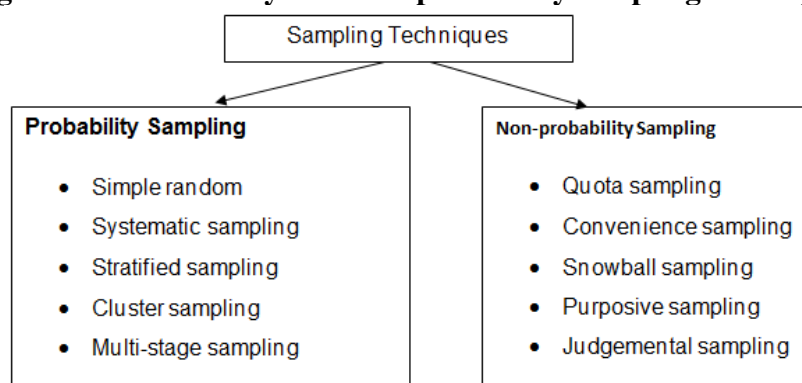 Sampling Techniques
Probability Sampling
• Simple random
• Systematic sampling
• Stratified sampling
• Cluster sampling
• Multi-stage sampling
Non-probability Sampling
• Quota sampling
• Convenience sampling
• Snowball sampling
• Purposive sampling
• Judgemental sampling